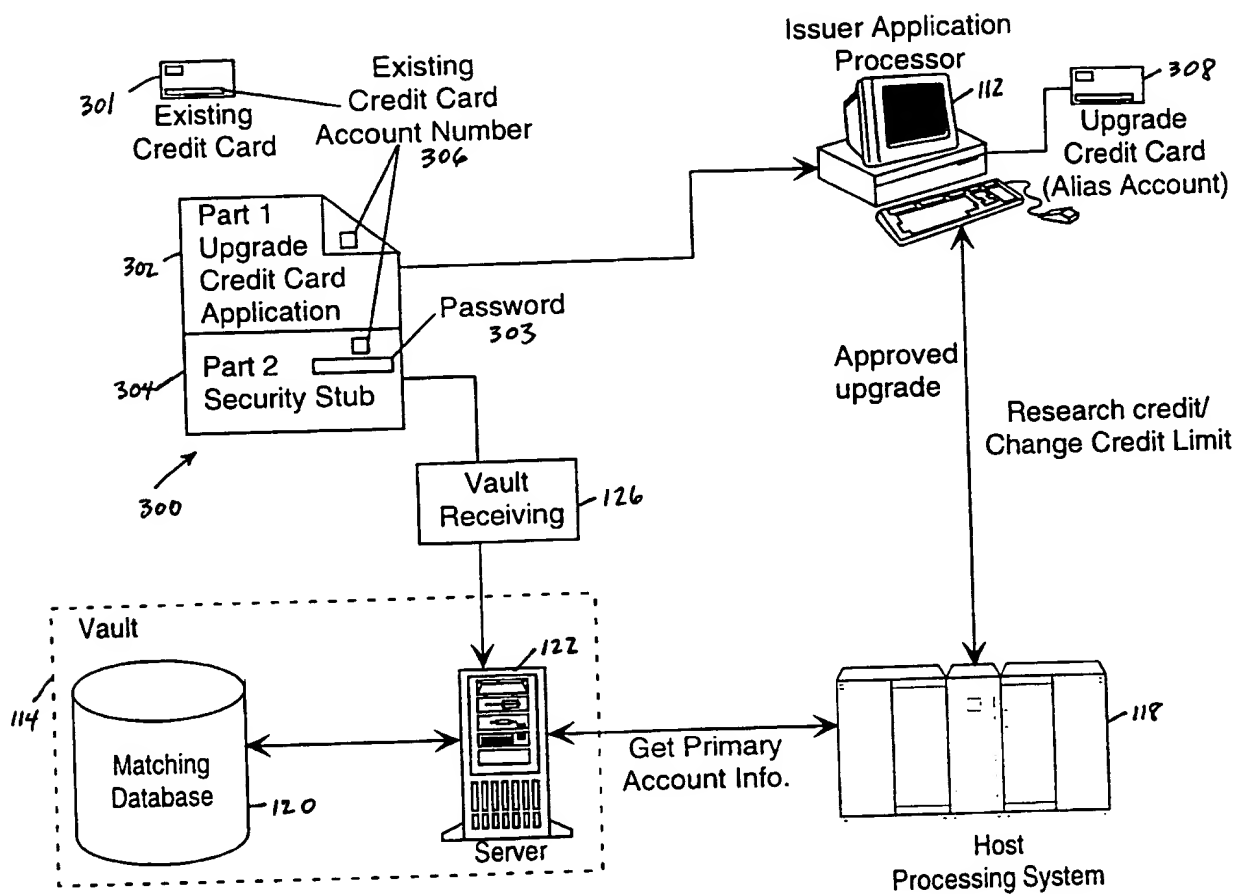 301
Existing
Credit Card
Existing
Credit Card
Account Number
306
Issuer Application
Processor
112
308
Upgrade
Credit Card
(Alias Account)
302
Part 1
Upgrade
Credit Card
Application
Password
303
304
Part 2
Security Stub
300
Approved
upgrade
Research credit/
Change Credit Limit
Vault
Receiving
126
Vault
114
Matching
Database
120
122
Server
Get Primary
Account Info.
118
Host
Processing System